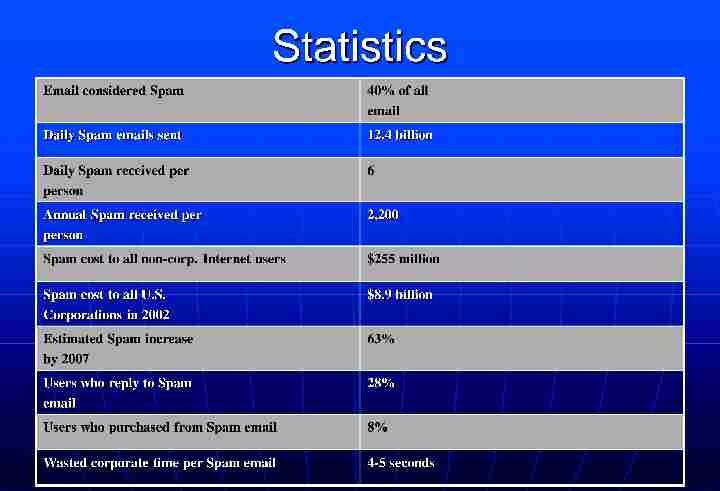 Statistics
Email considered Spam
40% of all
email
Daily Spam emails sent
12.4 billion
Daily Spam received per
person
6
Annual Spam received per
person
2,200
Spam cost to all non-corp. Internet users
$255 million
Spam cost to all U.S.
Corporations in 2002
$8.9 billion
Estimated Spam increase
by 2007
63%
Users who reply to Spam
email
28%
Users who purchased from Spam email
8%
Wasted corporate time per Spam email
4-5 seconds